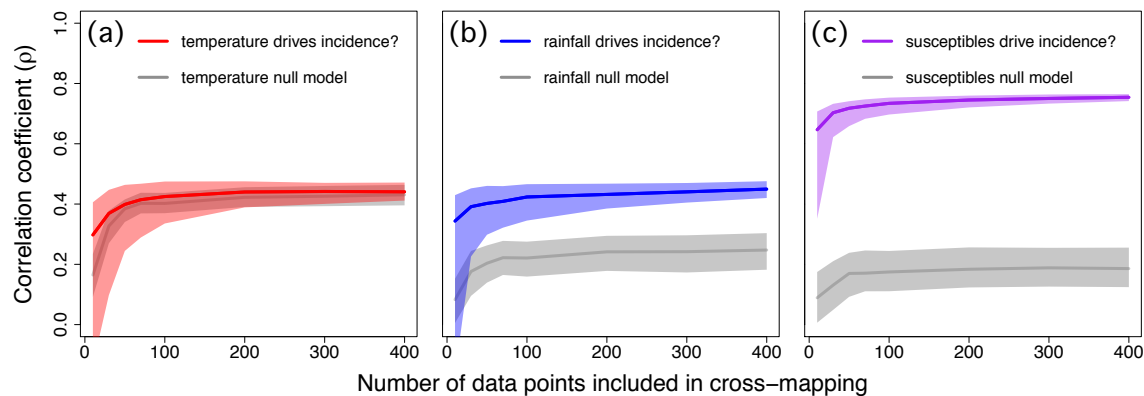 (a) temperature drives incidence?
temperature null model
(b) rainfall drives incidence?
rainfall null model
(c) susceptibles drive incidence?
susceptibles null model
Correlation coefficient (ρ)
1.0
0.8
0.6
0.4
0.2
0.0
0 100 200 300 400
0 100 200 300 400
0 100 200 300 400
Number of data points included in cross−mapping